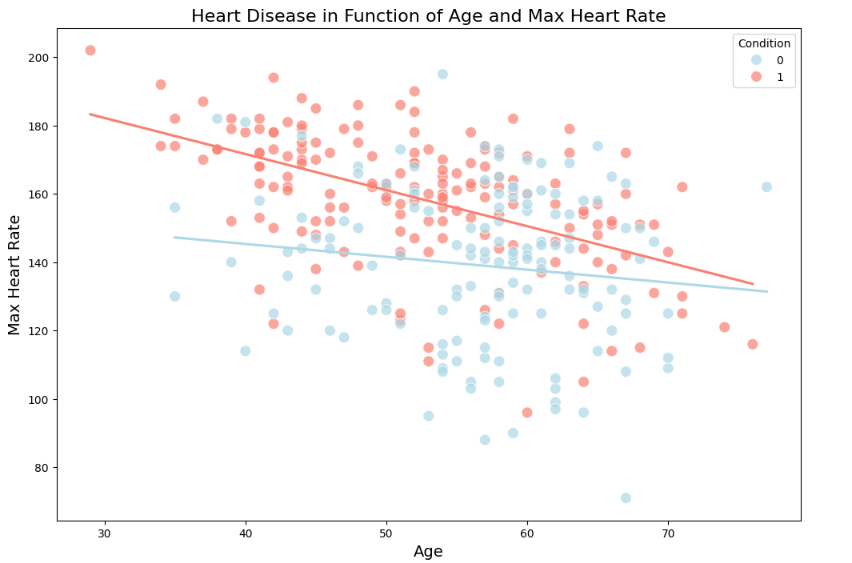 Heart Disease in Function of Age and Max Heart Rate
Condition
0
1
200
180
160
140
120
100
80
Max Heart Rate
30 40 50 60 70
Age